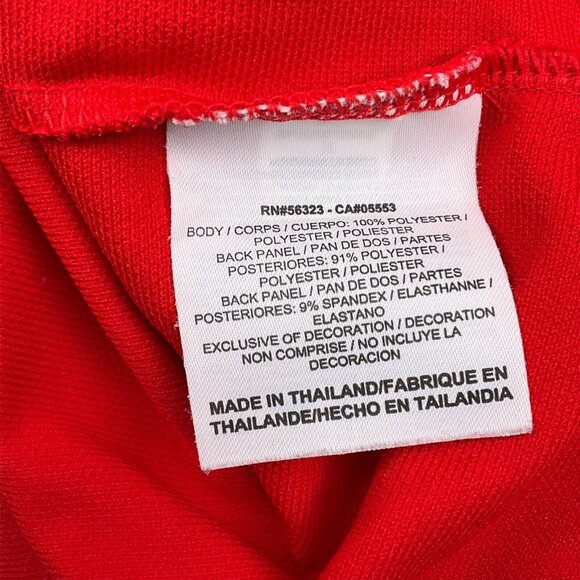 RN#56323 - CA#05553
BODY / CORPS / CUERPO: 100% POLYESTER /
POLYESTER / POLIESTER
BACK PANEL / PAN DE DOS / PARTES
POSTERIORES: 91% POLYESTER /
POLYESTER / POLIESTER
BACK PANEL / PAN DE DOS / PARTES
POSTERIORES: 9% SPANDEX / ELASTHANNE /
ELASTANO
EXCLUSIVE OF DECORATION / DECORATION
NON COMPRISE / NO INCLUYE LA
DECORACION
MADE IN THAILAND/FABRIQUE EN
THAILANDE/HECHO EN TAILANDIA